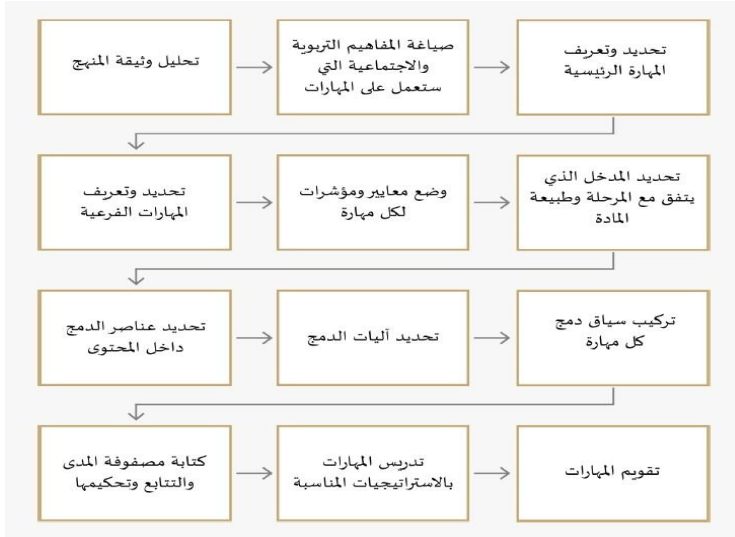 تحليل وثيقة المنهج
صياغة المفاهيم التربوية
والاجتماعية التي
ستعمل على المهارات
تحديد وتعريف
المهارة الرئيسية
تحديد وتعريف
المهارات الفرعية
وضع معايير ومؤشرات
لكل مهارة
تحديد المدخل الذي
يتفق مع المرحلة وطبيعة
المادة
تحديد عناصر الدمج
داخل المحتوى
تحديد آليات الدمج
تركيب سياق دمج
كل مهارة
كتابة مصفوفة المدى
والتتابع وتحكيمها
تدريس المهارات
بالاستراتيجيات المناسبة
تقويم المهارات